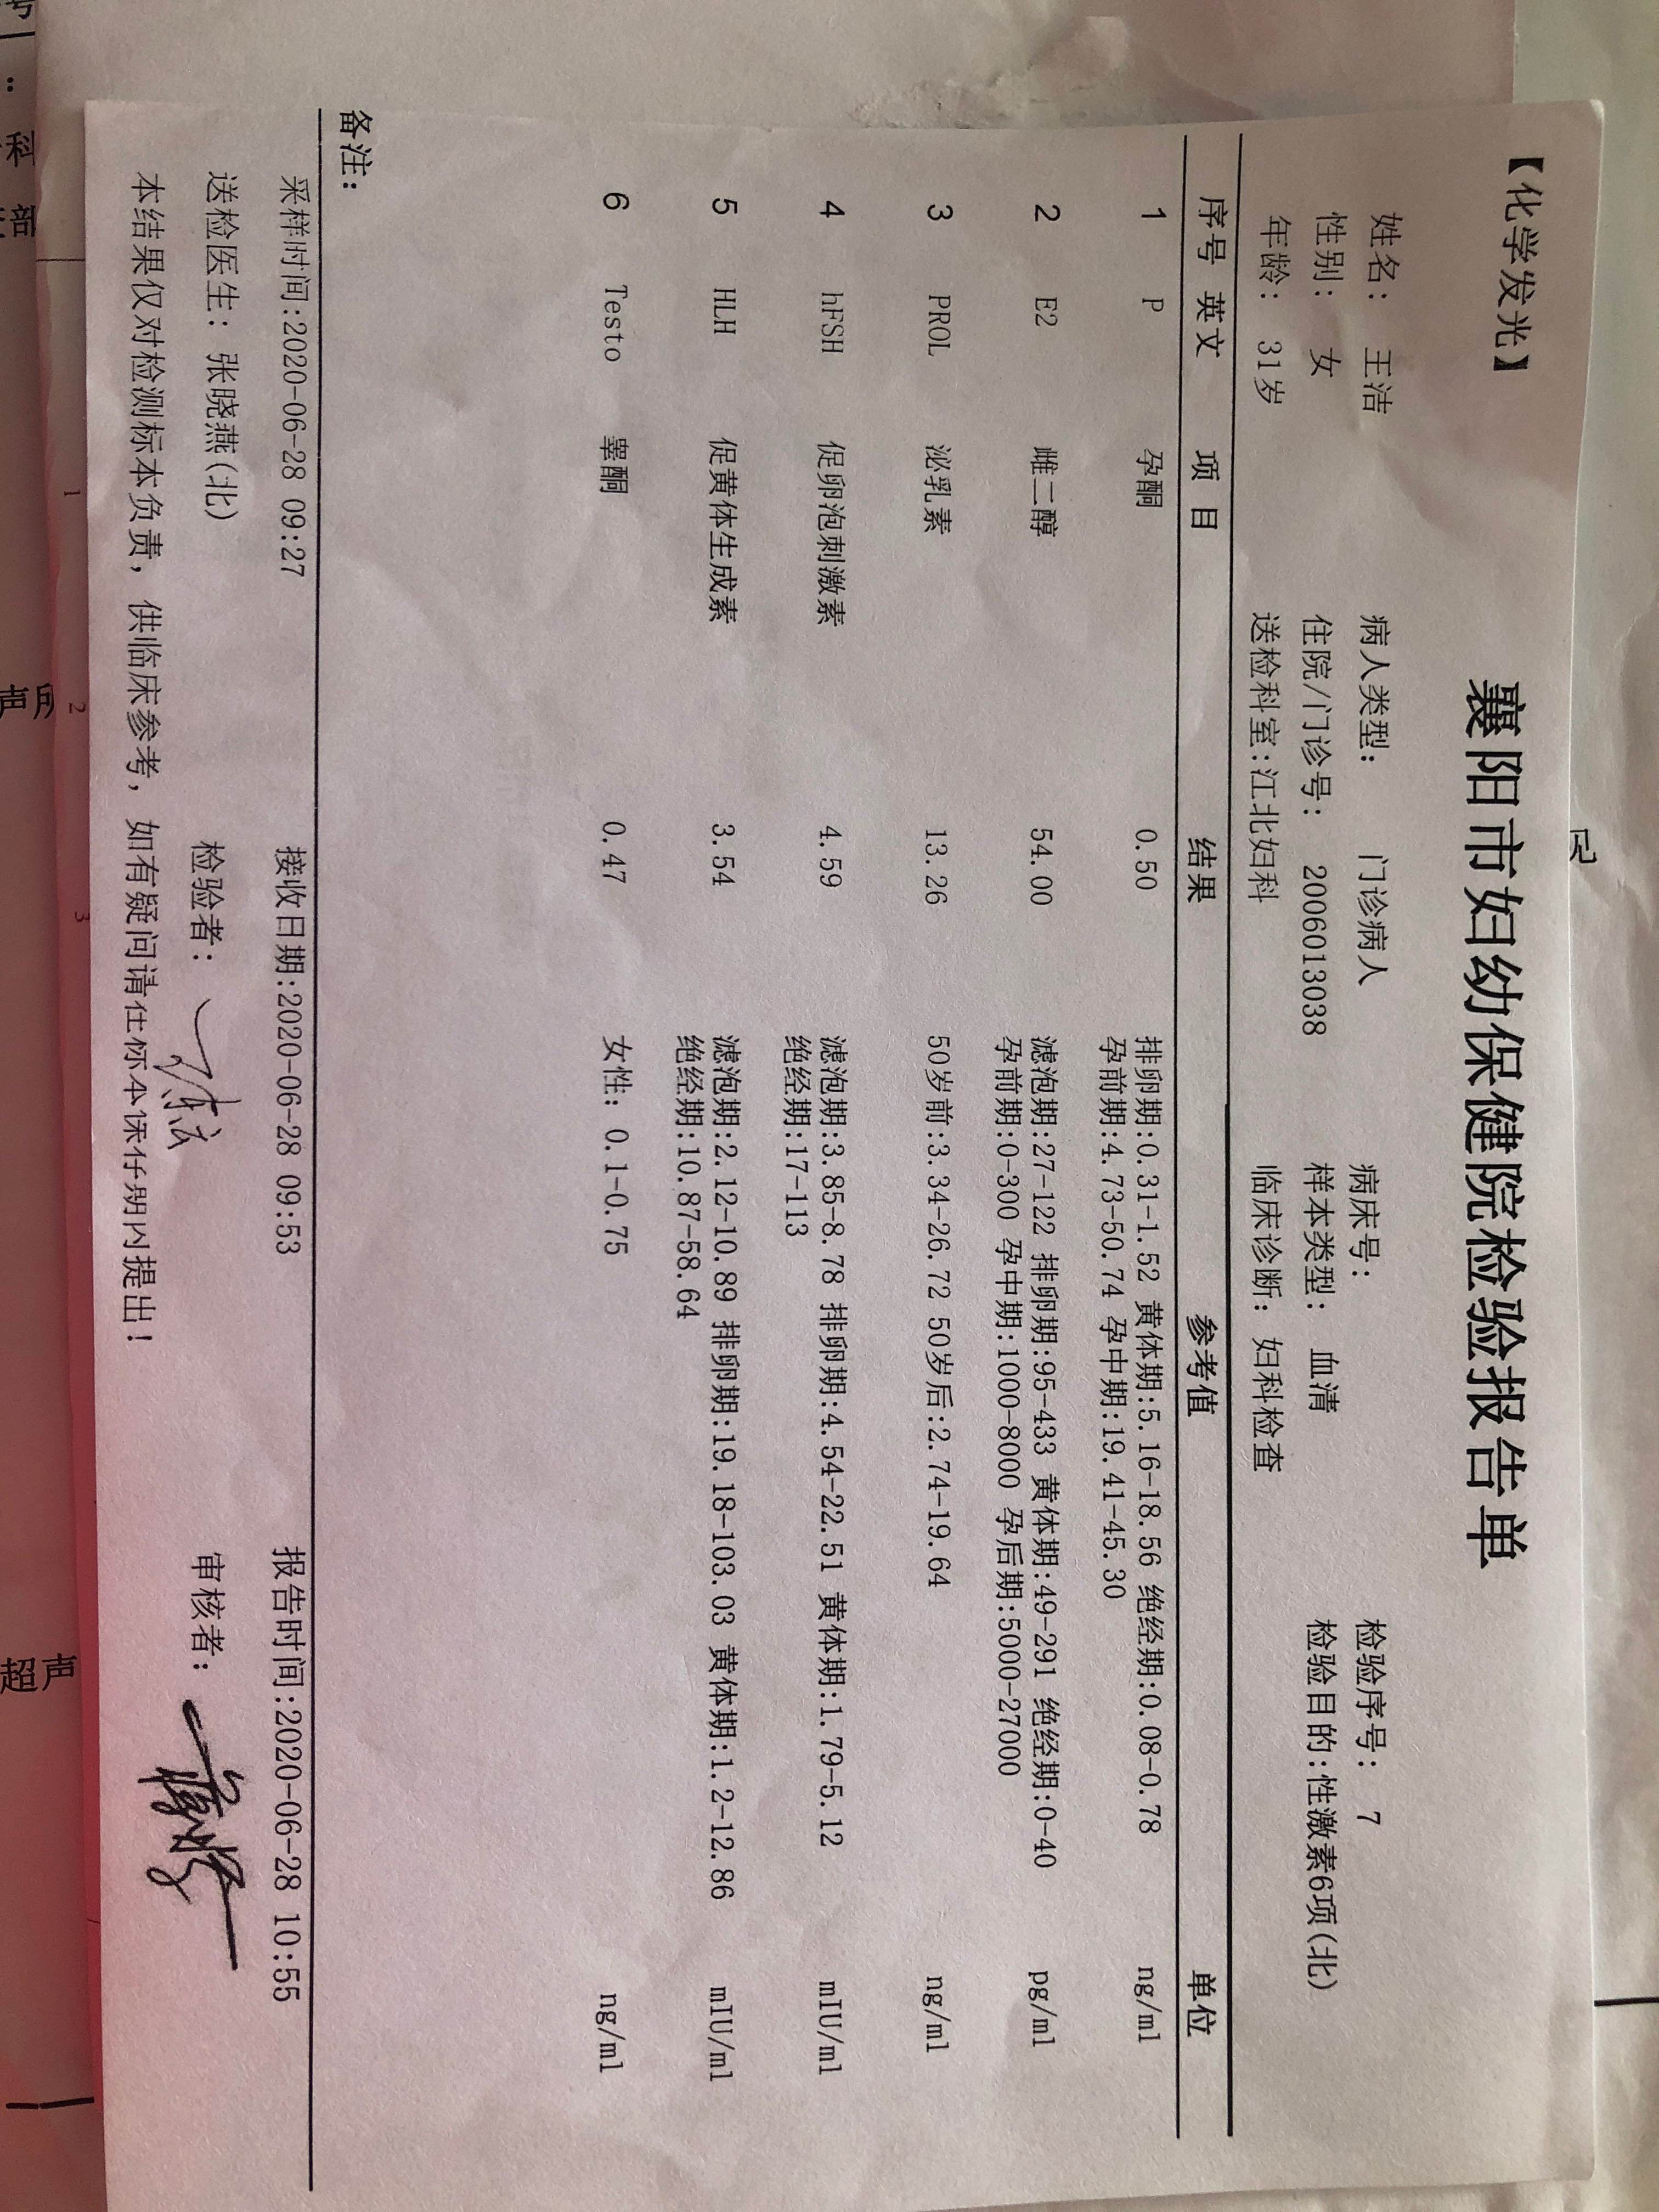 襄阳市妇幼保健院检验报告单
【化学发光】
姓名: 王洁 病人类型: 门诊病人 病床号: 检验序号: 7
性别: 女 住院/门诊号: 2006013038 样本类型: 血清 检验目的:性激素6项(北)
年龄: 31岁 送检科室:江北妇科 临床诊断: 妇科检查
序号 英文 项目 结果 参考值 单位
1 P 孕酮 0.50 排卵期:0.31-1.52 黄体期:5.16-18.56 绝经期:0.08-0.78 ng/ml
孕前期:4.73-50.74 孕中期:19.41-45.30
2 E2 雌二醇 54.00 滤泡期:27-122 排卵期:95-433 黄体期:49-291 绝经期:0-40 pg/ml
孕前期:0-300 孕中期:1000-8000 孕后期:5000-27000
3 PROL 泌乳素 13.26 50岁前:3.34-26.72 50岁后:2.74-19.64 ng/ml
4 hFSH 促卵泡刺激素 4.59 滤泡期:3.85-8.78 排卵期:4.54-22.51 黄体期:1.79-5.12 mIU/ml
绝经期:17-113
5 HLH 促黄体生成素 3.54 滤泡期:2.12-10.89 排卵期:19.18-103.03 黄体期:1.2-12.86 mIU/ml
绝经期:10.87-58.64
6 Testo 睾酮 0.47 女性: 0.1-0.75 ng/ml
备注:
采样时间:2020-06-28 09:27 接收日期:2020-06-28 09:53 报告时间:2020-06-28 10:55
送检医生: 张晓燕(北) 检验者: 审核者:
本结果仅对检测标本负责, 供临床参考, 如有疑问请在标本保存期内提出!
1 2 3
声所
超声